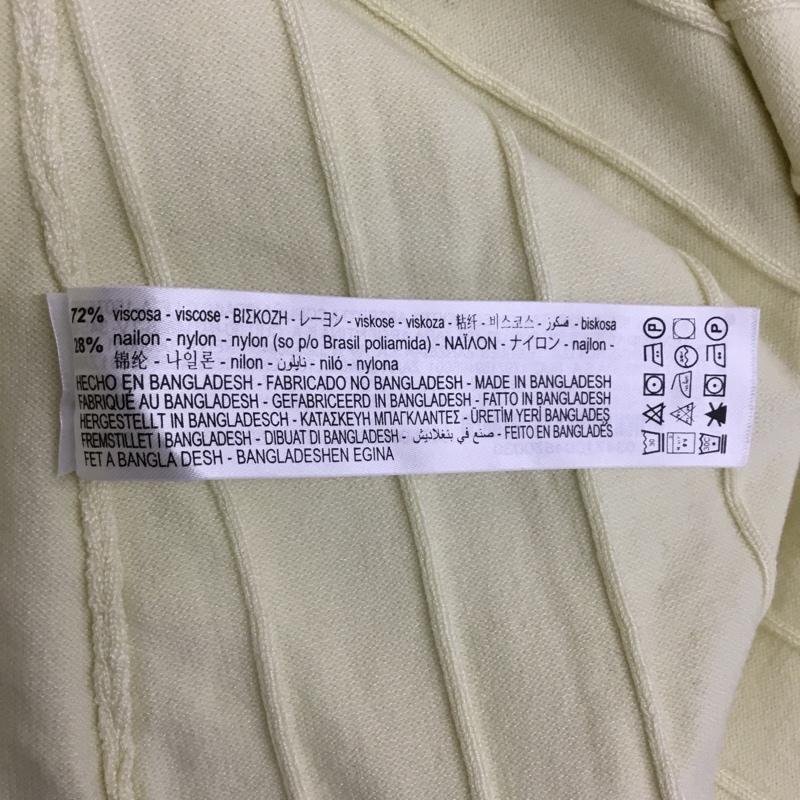 72% viscosa - viscose - ΒΙΣΚΟΖΗ - レーヨン - viskose - viskoza - 粘纤 - 비스코스 - فسكوز - biskosa
28% nailon - nylon - nylon (so p/o Brasil poliamida) - ΝΑΪΛΟΝ - ナイロン - najlon -
锦纶 - 나일론 - nilon - نايلون - niló - nylona
HECHO EN BANGLADESH - FABRICADO NO BANGLADESH - MADE IN BANGLADESH
FABRIQUÉ AU BANGLADESH - GEFABRICEERD IN BANGLADESH - FATTO IN BANGLADESH
HERGESTELLT IN BANGLADESCH - ΚΑΤΑΣΚΕΥΗ ΜΠΑΓΚΛΑΝΤΕΣ - ÜRETİM YERİ BANGLADEŞ
FREMSTILLET I BANGLADESH - DIBUAT DI BANGLADESH - صنع في بنغلاديش - FEITO EN BANGLADÉS
FET A BANGLA DESH - BANGLADESHEN EGINA
P P